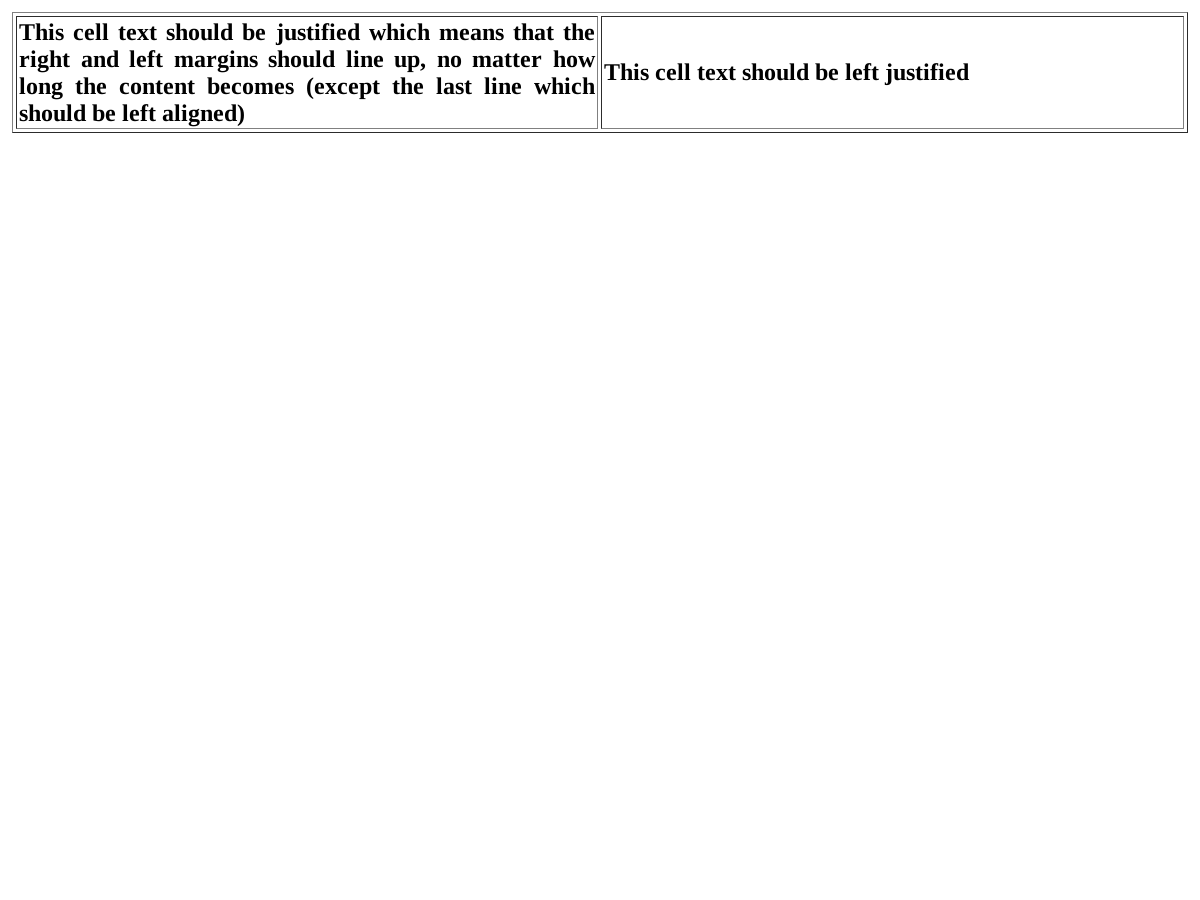 This cell text should be justified which means that the
right and left margins should line up, no matter how
long the content becomes (except the last line which
should be left aligned)
This cell text should be left justified